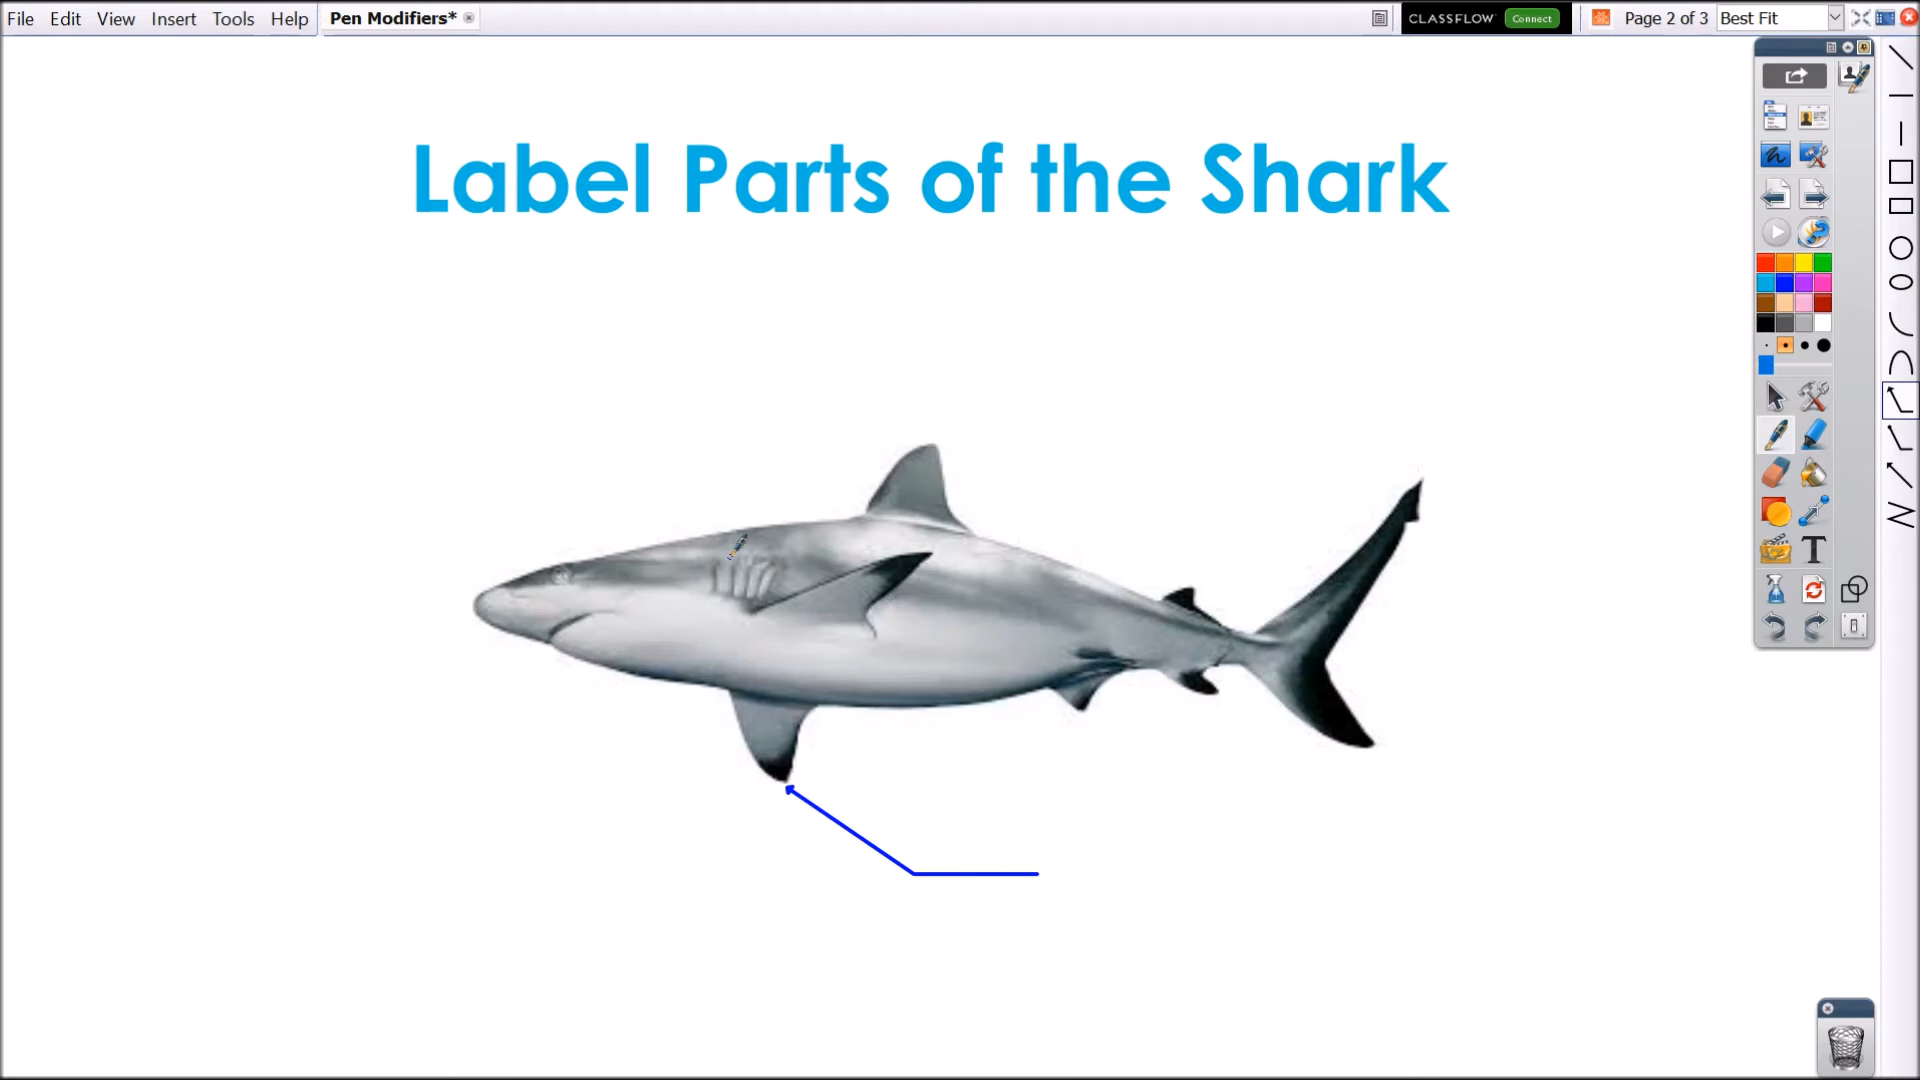 File Edit View Insert Tools Help Pen Modifiers* CLASSFLOW Connect Page 2 of 3 Best Fit
Label Parts of the Shark
T